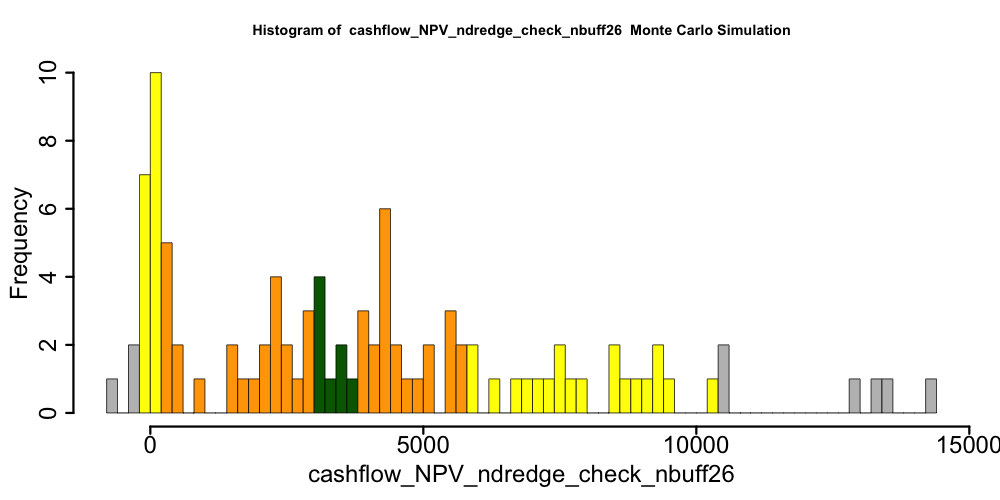 Histogram of  cashflow_NPV_ndredge_check_nbuff26  Monte Carlo Simulation
Frequency
10
8
6
4
2
0
0 5000 10000 15000
cashflow_NPV_ndredge_check_nbuff26